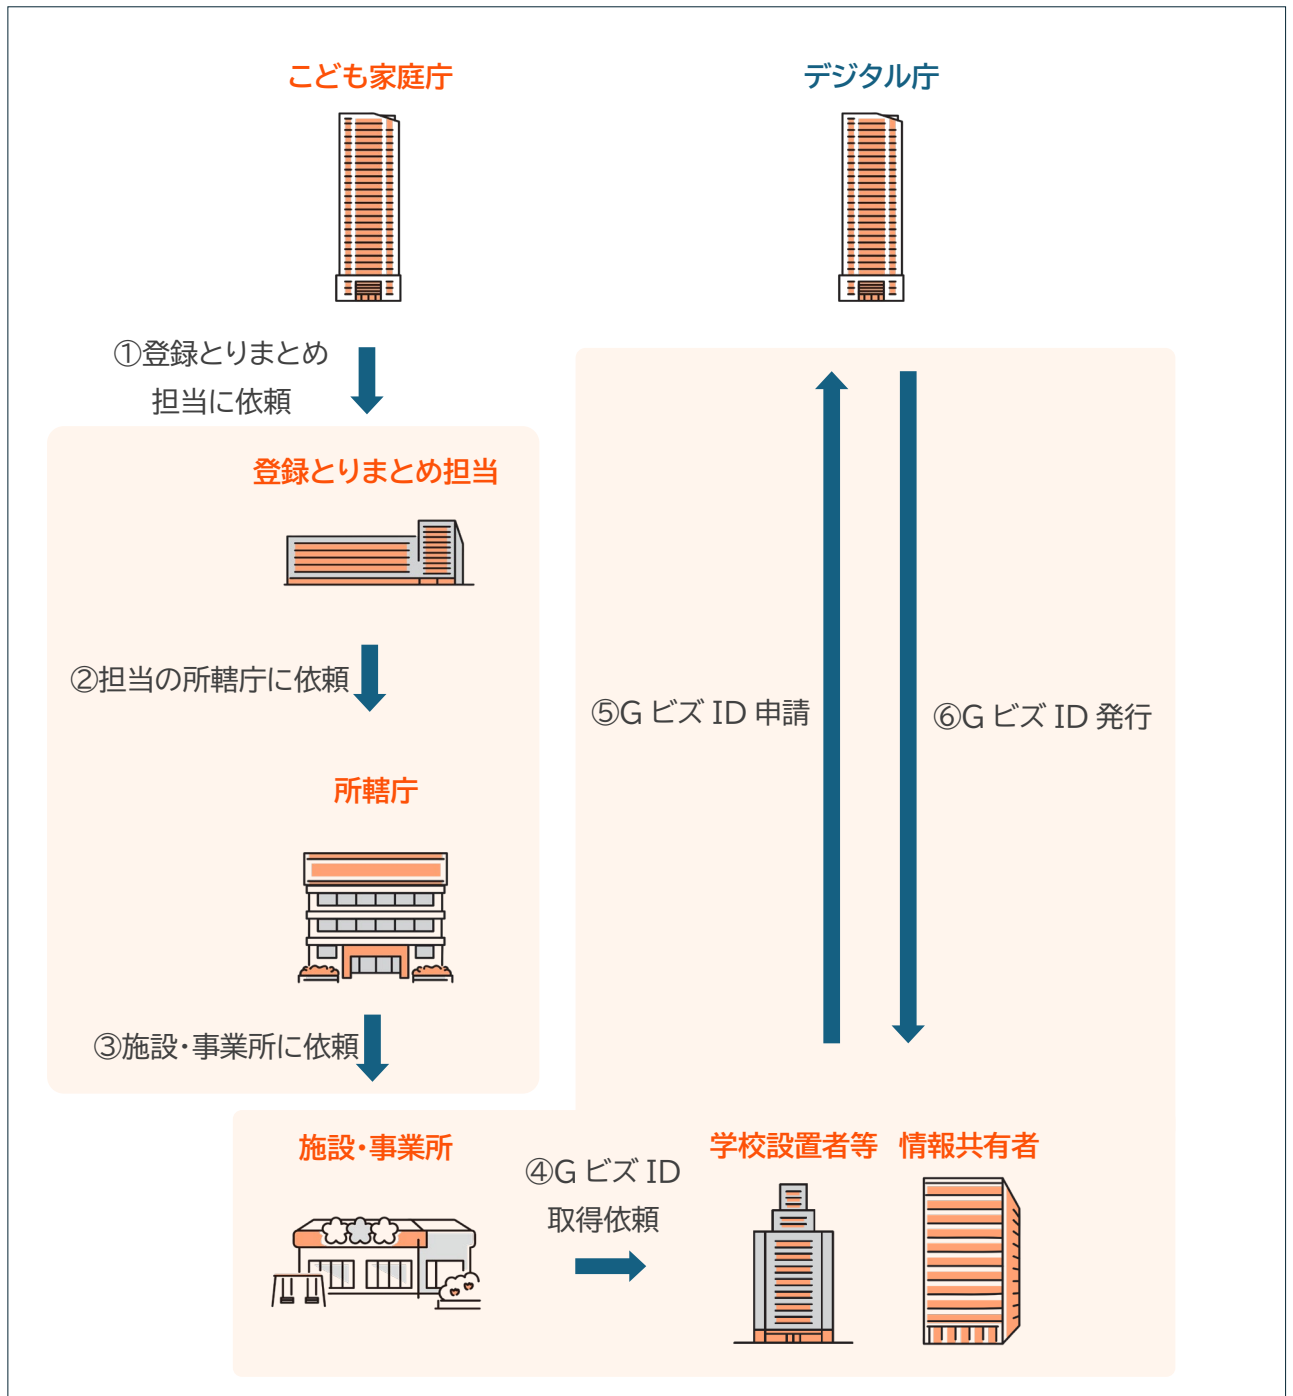 こども家庭庁
デジタル庁
①登録とりまとめ
担当に依頼
登録とりまとめ担当
②担当の所轄庁に依頼
所轄庁
③施設・事業所に依頼
⑤G ビズ ID 申請
⑥G ビズ ID 発行
施設・事業所
④G ビズ ID
取得依頼
学校設置者等
情報共有者